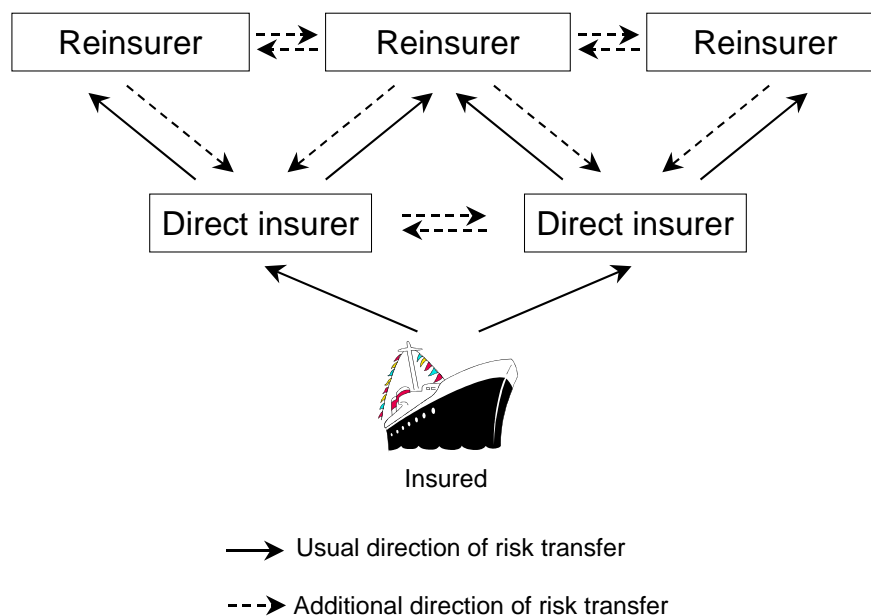 Reinsurer
Reinsurer
Reinsurer
Direct insurer
Direct insurer
Insured
Usual direction of risk transfer
Additional direction of risk transfer